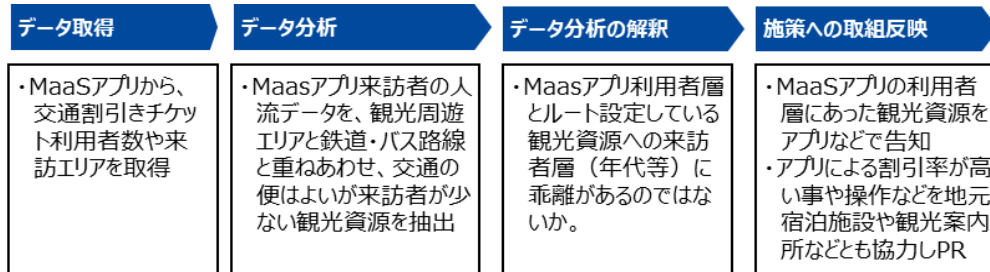 データ取得
データ分析
データ分析の解釈
施策への取組反映
・MaaSアプリから、
交通割引きチケッ
ト利用者数や来
訪エリアを取得
・Maasアプリ来訪者の人
流データを、観光周遊
エリアと鉄道・バス路線
と重ねあわせ、交通の
便はよいが来訪者が少
ない観光資源を抽出
・Maasアプリ利用者層
とルート設定している
観光資源への来訪
者層（年代等）に
乖離があるのではな
いか。
・MaaSアプリの利用者
層にあった観光資源を
アプリなどで告知
・アプリによる割引率が高
い事や操作などを地元
宿泊施設や観光案内
所などとも協力しPR